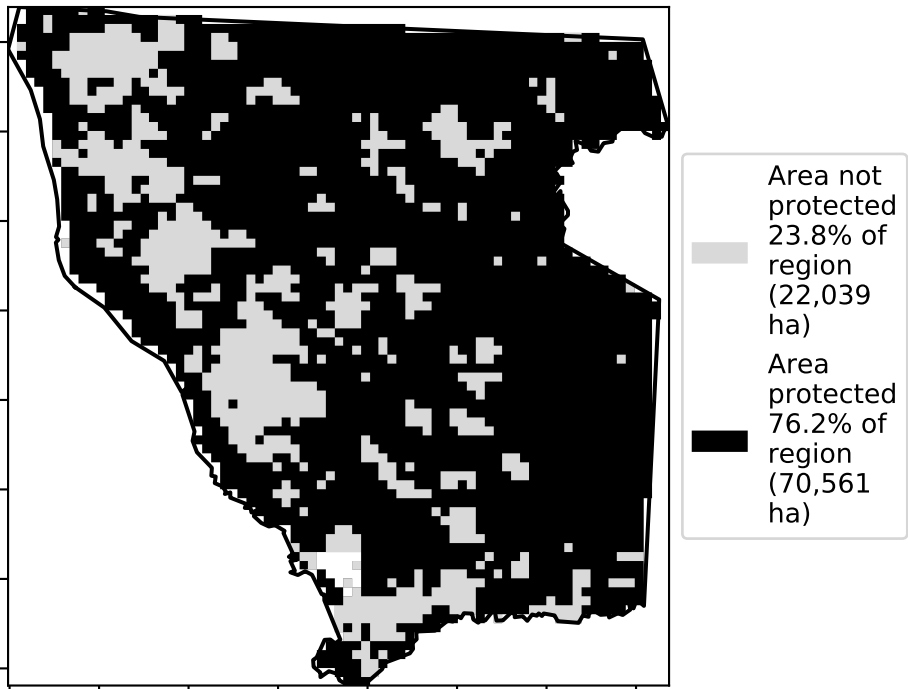 Area not
protected
23.8% of
region
(22,039
ha)
Area
protected
76.2% of
region
(70,561
ha)